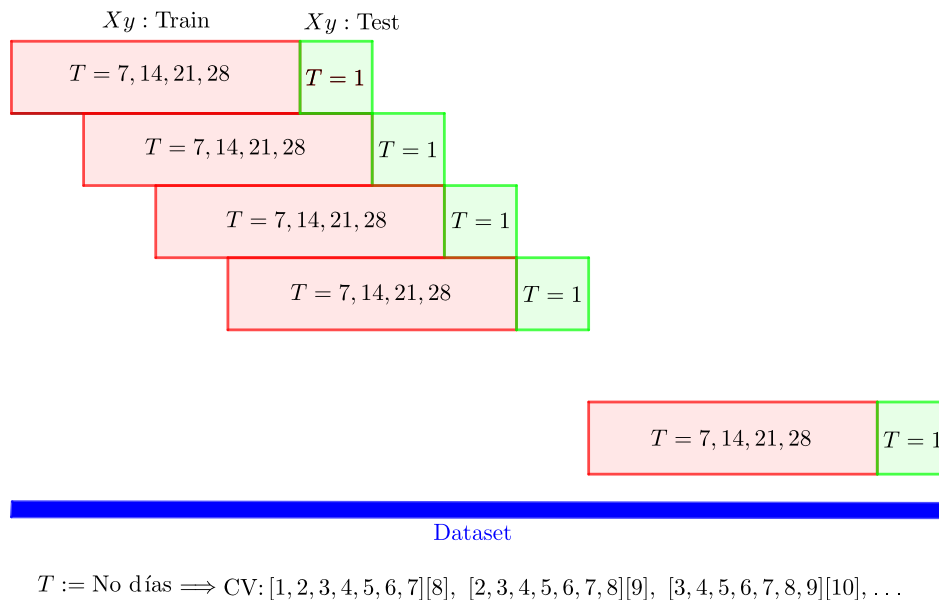 Xy : Train Xy : Test
T = 7, 14, 21, 28 T = 1
T = 7, 14, 21, 28 T = 1
T = 7, 14, 21, 28 T = 1
T = 7, 14, 21, 28 T = 1
T = 7, 14, 21, 28 T = 1
Dataset
T := No días ⟹ CV: [1, 2, 3, 4, 5, 6, 7][8], [2, 3, 4, 5, 6, 7, 8][9], [3, 4, 5, 6, 7, 8, 9][10], . . .